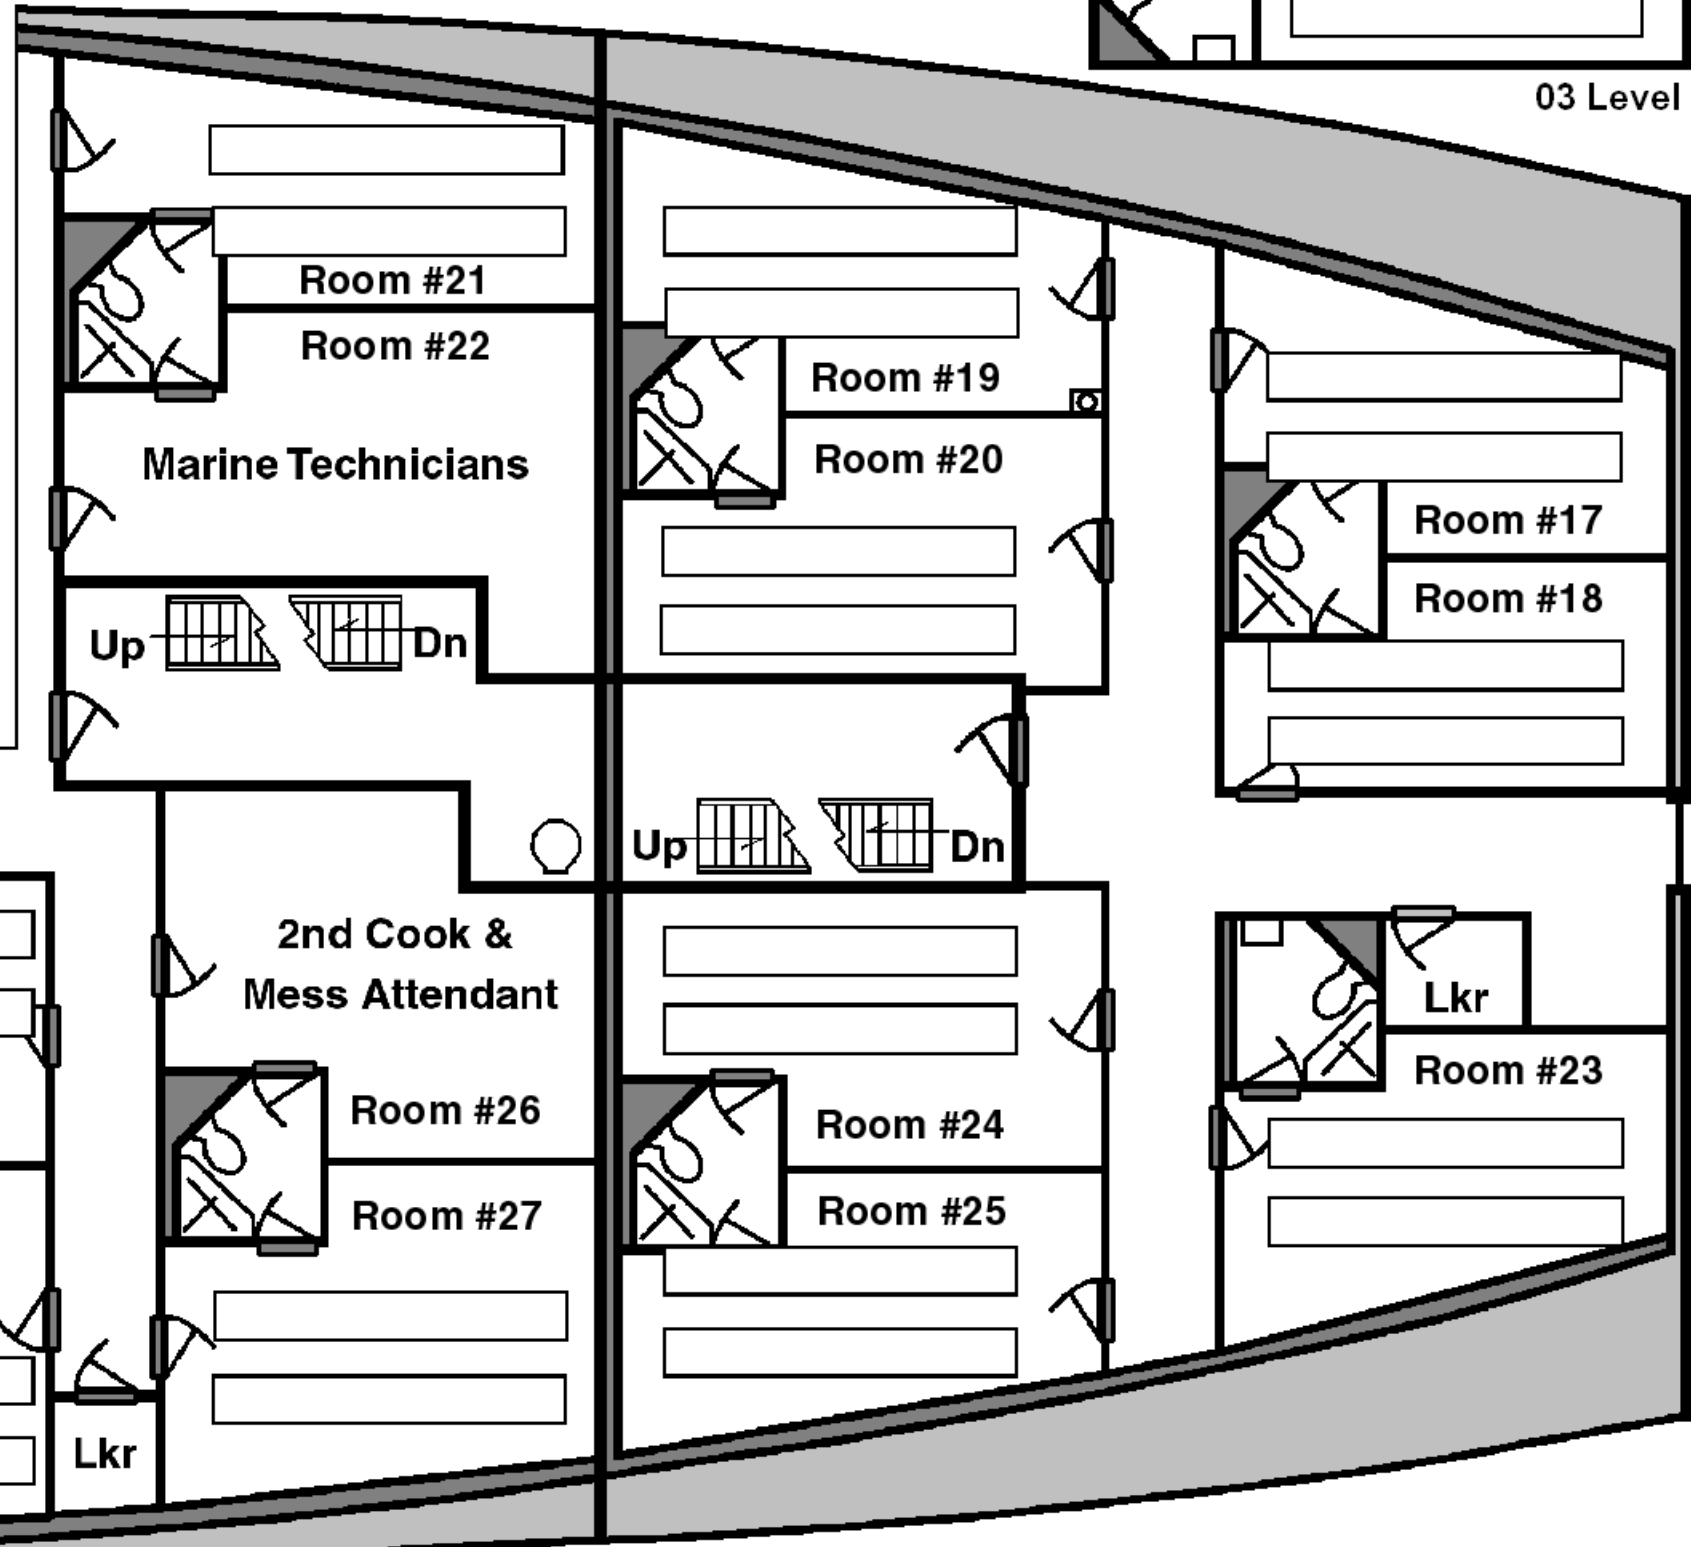 03 Level
Room #21
Room #22
Marine Technicians
Room #19
Room #20
Room #17
Room #18
Up
Dn
Up
Dn
2nd Cook &
Mess Attendant
Lkr
Room #23
Room #26
Room #27
Room #24
Room #25
Lkr